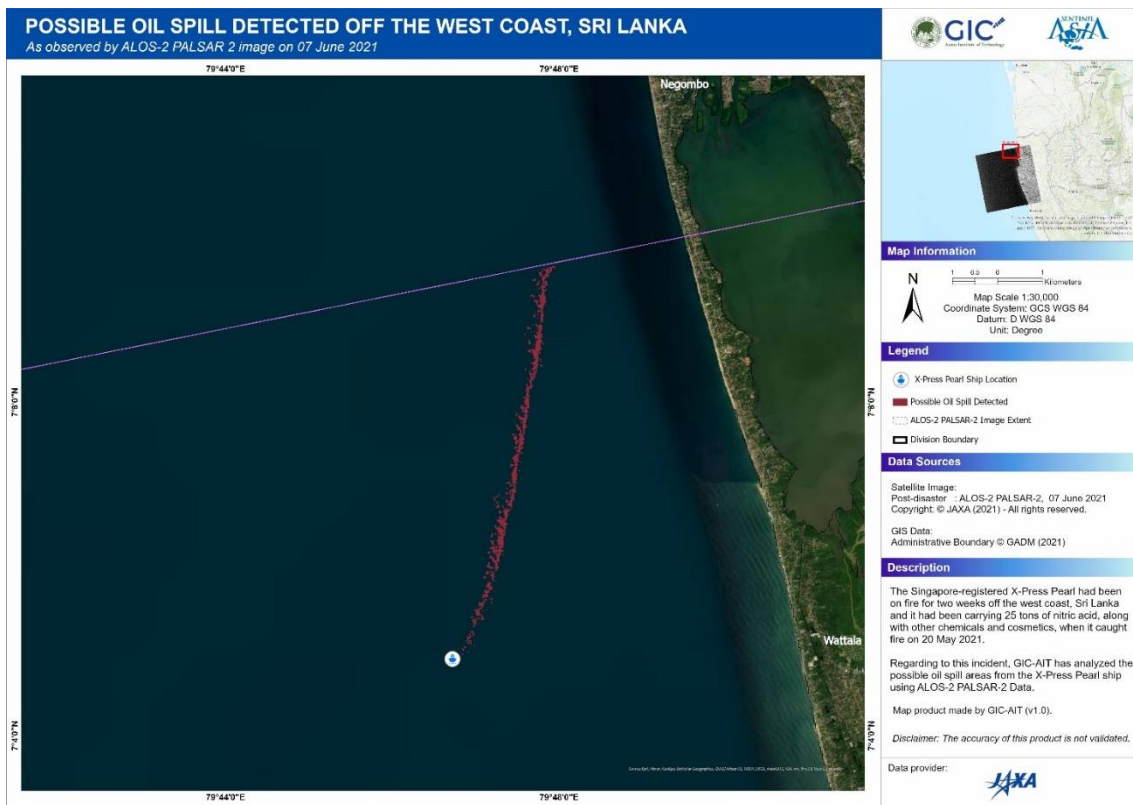 POSSIBLE OIL SPILL DETECTED OFF THE WEST COAST, SRI LANKA
As observed by ALOS-2 PALSAR 2 image on 07 June 2021
GIC
Asian Institute of Technology
SENTINEL
ASIA
79°44'0"E
79°48'0"E
Negombo
7°8'0"N
7°8'0"N
Wattala
7°4'0"N
7°4'0"N
79°44'0"E
79°48'0"E
Map Information
N
1 0.5 0 1
Kilometers
Map Scale 1:30,000
Coordinate System: GCS WGS 84
Datum: D WGS 84
Unit: Degree
Legend
X-Press Pearl Ship Location
Possible Oil Spill Detected
ALOS-2 PALSAR-2 Image Extent
Division Boundary
Data Sources
Satellite Image:
Post-disaster : ALOS-2 PALSAR-2, 07 June 2021
Copyright: © JAXA (2021) - All rights reserved.
GIS Data:
Administrative Boundary © GADM (2021)
Description
The Singapore-registered X-Press Pearl had been
on fire for two weeks off the west coast, Sri Lanka
and it had been carrying 25 tons of nitric acid, along
with other chemicals and cosmetics, when it caught
fire on 20 May 2021.
Regarding to this incident, GIC-AIT has analyzed the
possible oil spill areas from the X-Press Pearl ship
using ALOS-2 PALSAR-2 Data.
Map product made by GIC-AIT (v1.0).
Disclaimer: The accuracy of this product is not validated.
Data provider:
JAXA